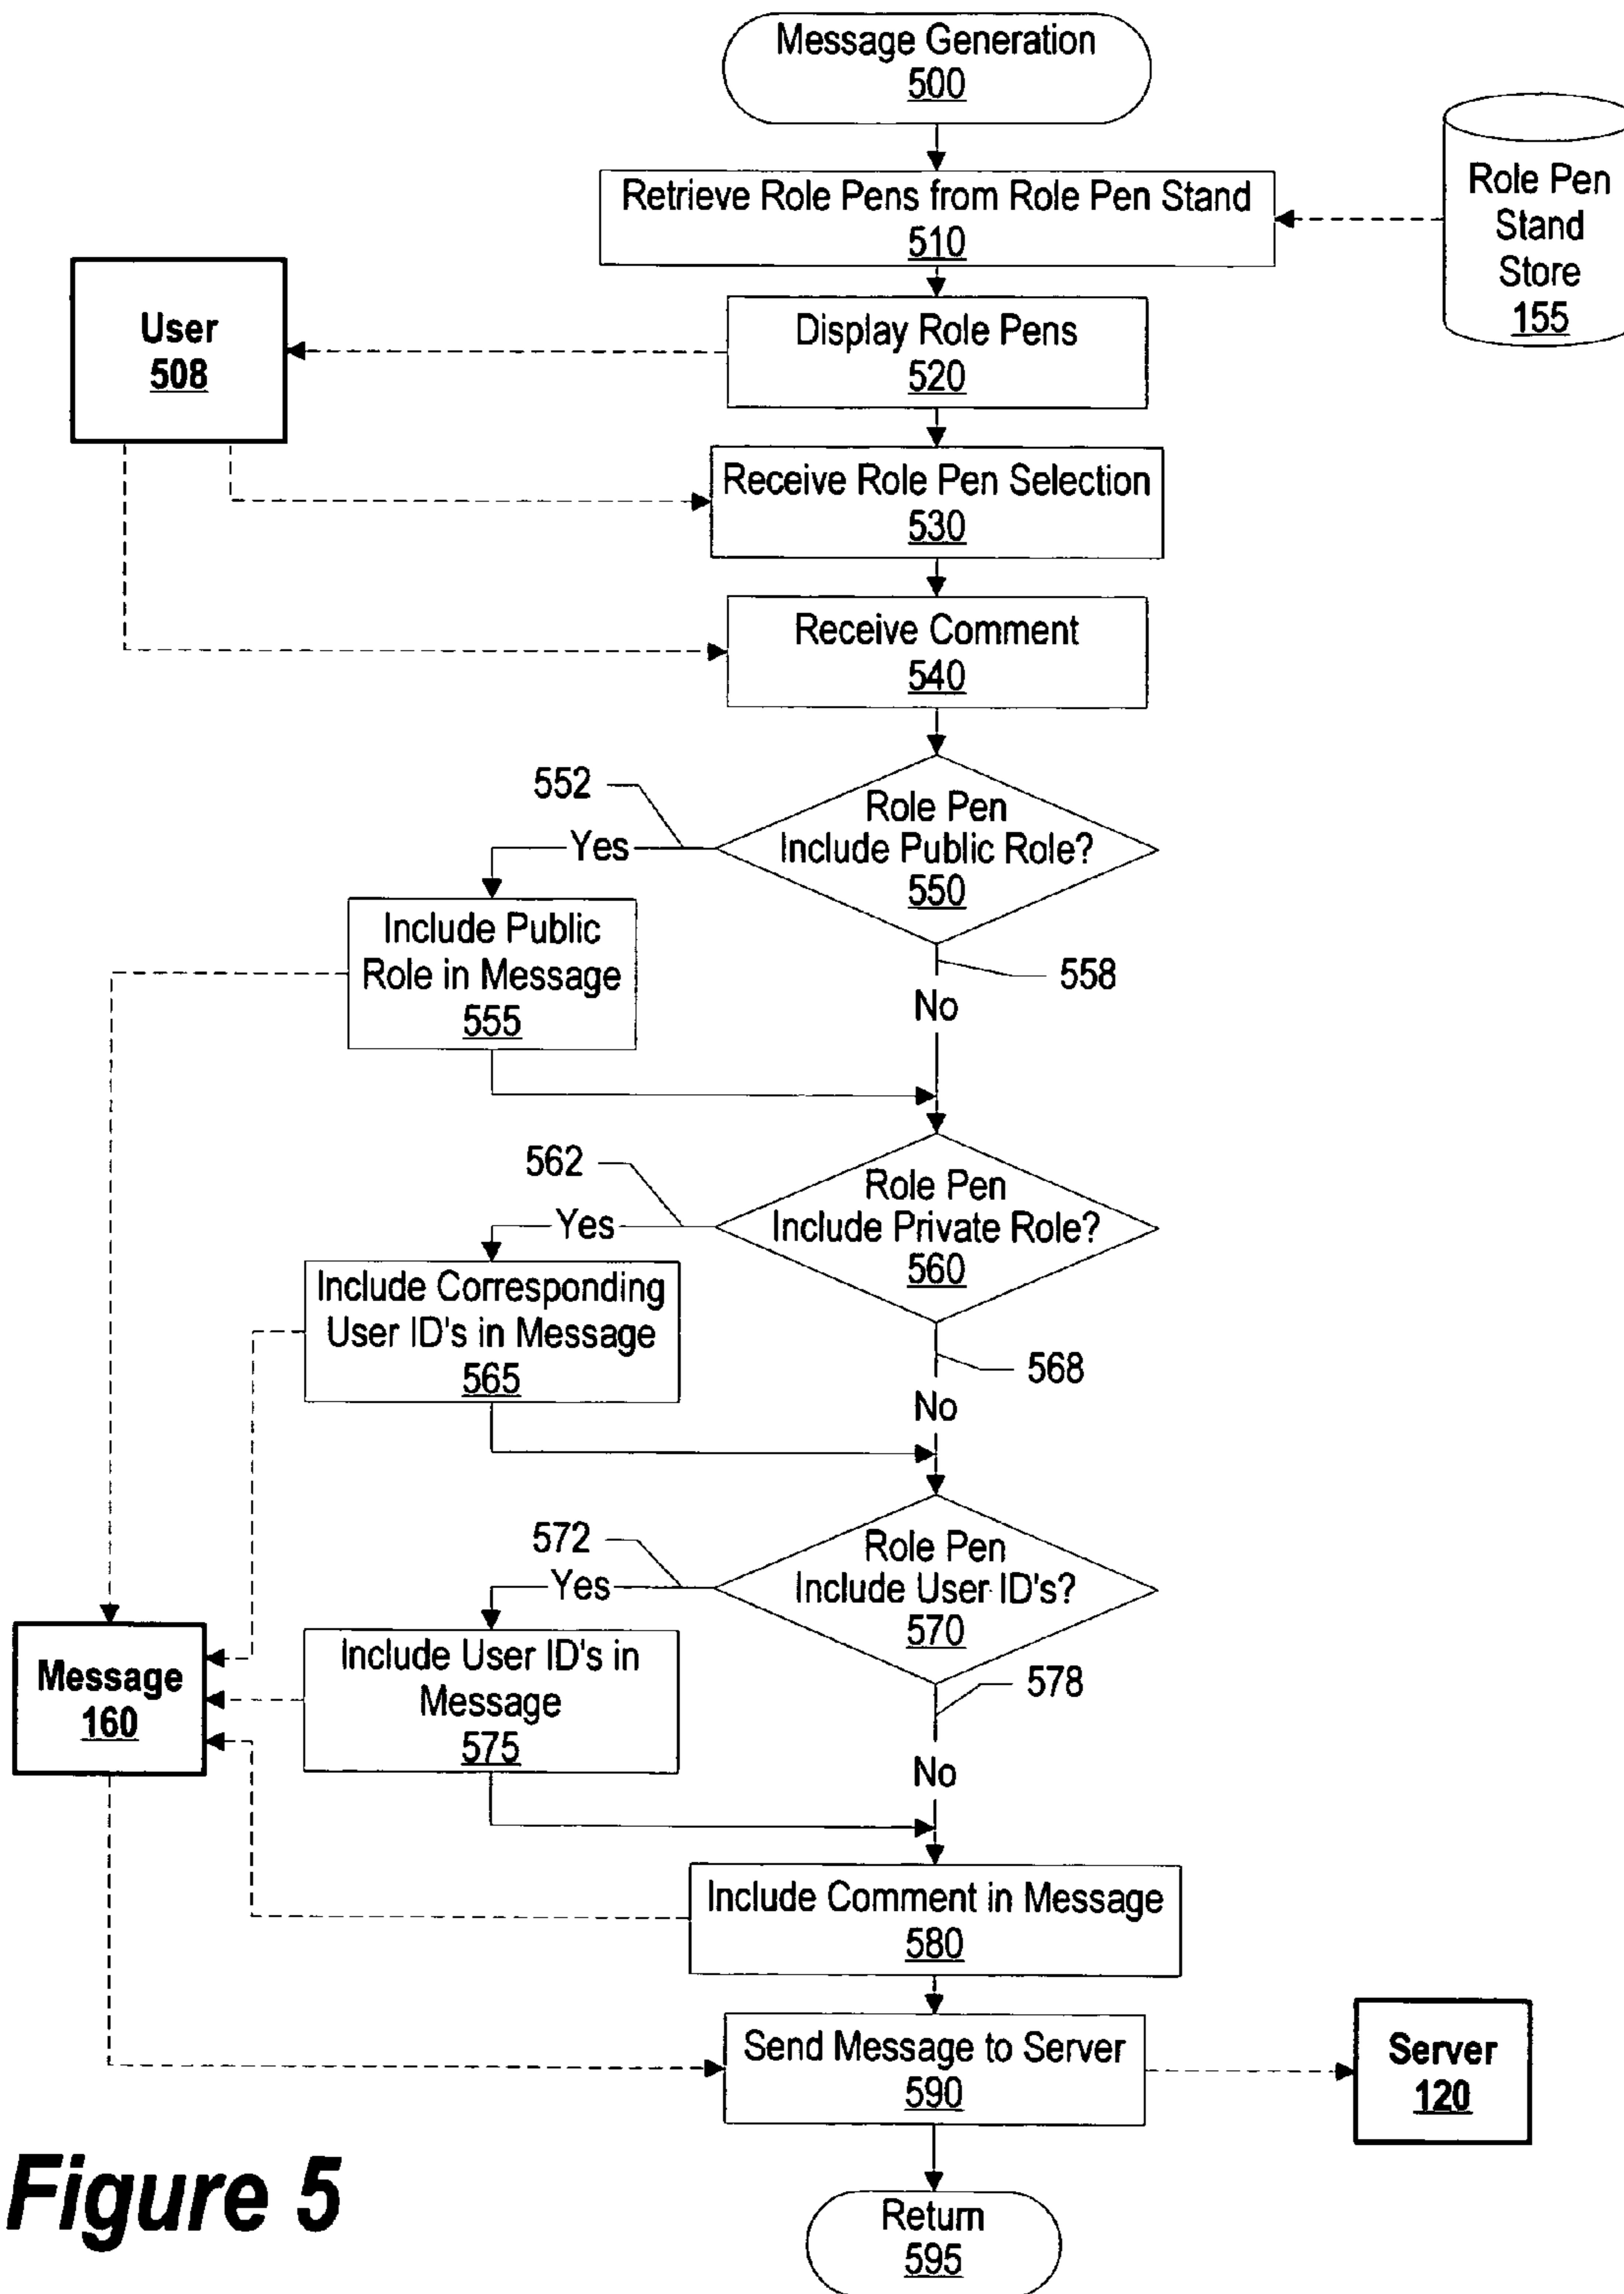 Message Generation
500
Role Pen
Stand
Store
155
Retrieve Role Pens from Role Pen Stand
510
User
508
Display Role Pens
520
Receive Role Pen Selection
530
Receive Comment
540
552
Yes
Role Pen
Include Public Role?
550
558
No
Include Public
Role in Message
555
562
Yes
Role Pen
Include Private Role?
560
568
No
Include Corresponding
User ID's in Message
565
572
Yes
Role Pen
Include User ID's?
570
578
No
Include User ID's in
Message
575
Message
160
Include Comment in Message
580
Send Message to Server
590
Server
120
Return
595
Figure 5